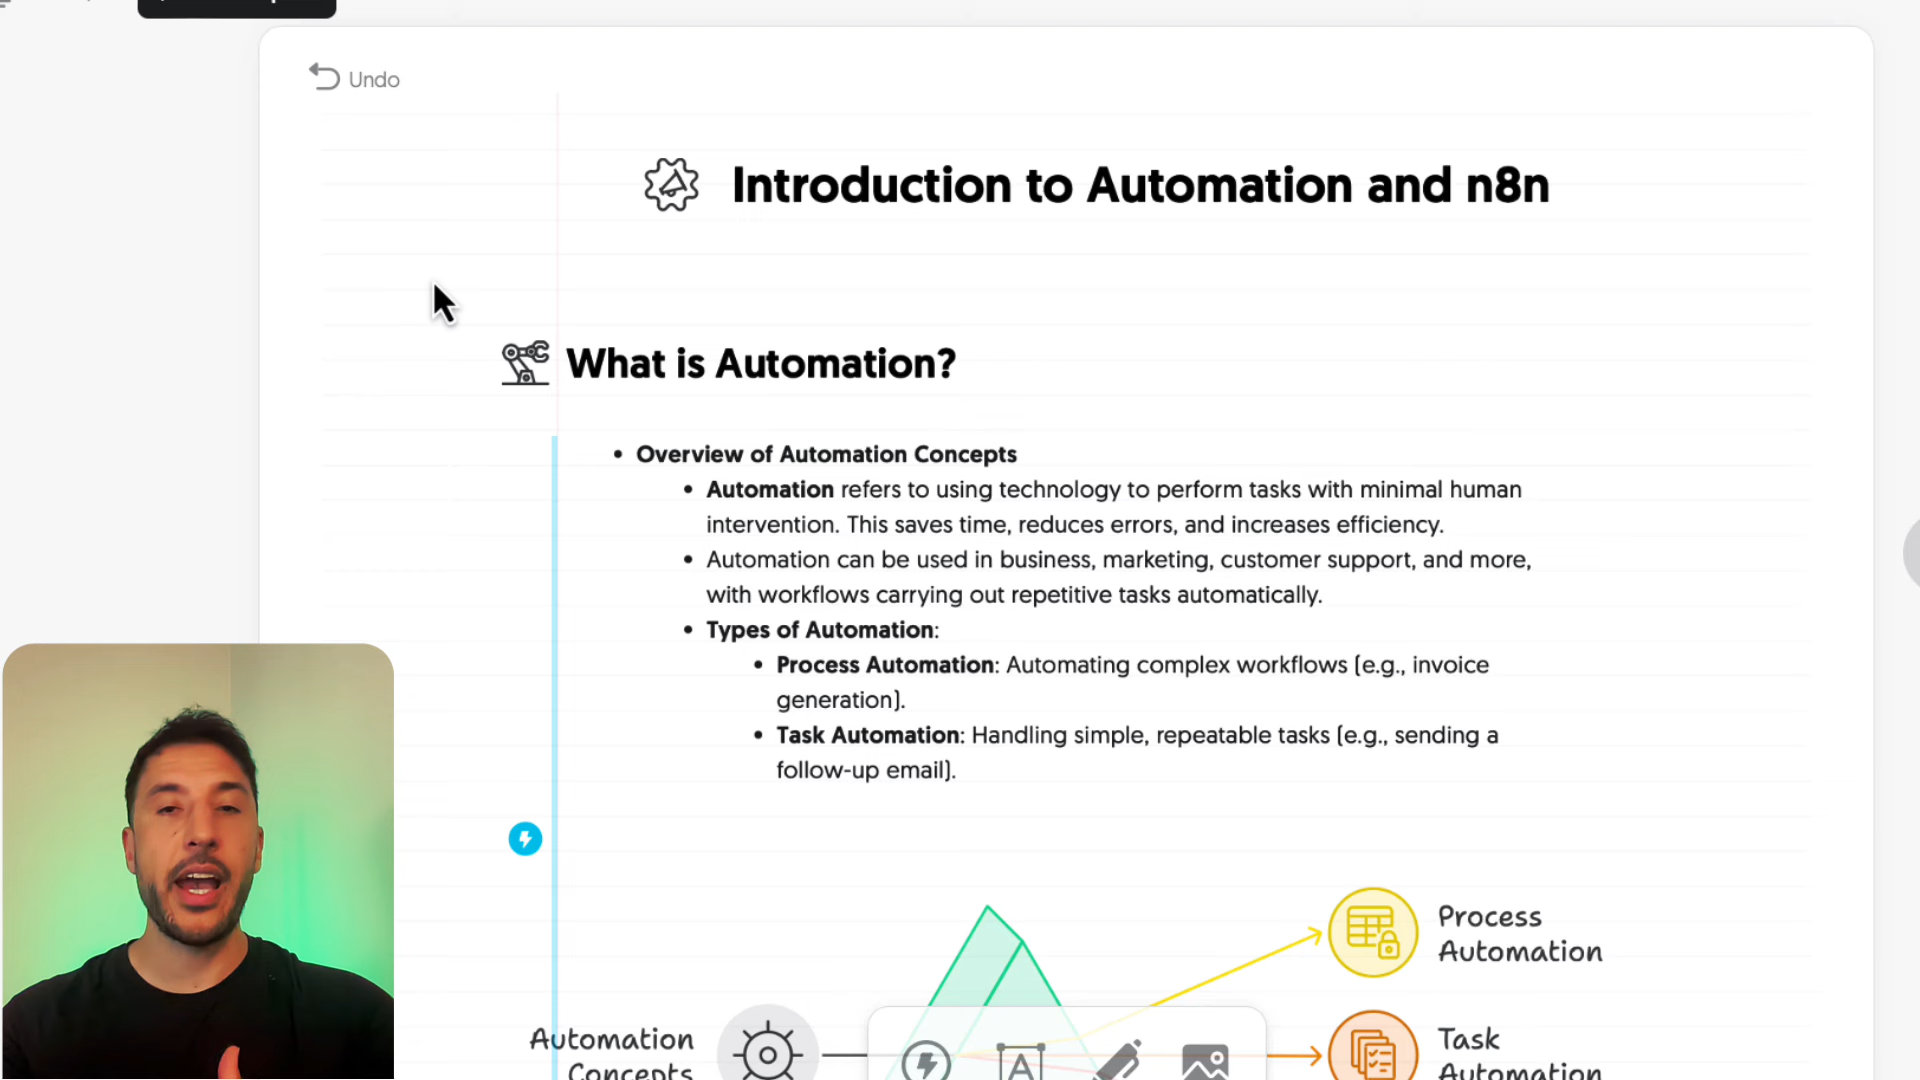 Undo
Introduction to Automation and n8n
What is Automation?
• Overview of Automation Concepts
• Automation refers to using technology to perform tasks with minimal human
intervention. This saves time, reduces errors, and increases efficiency.
• Automation can be used in business, marketing, customer support, and more,
with workflows carrying out repetitive tasks automatically.
• Types of Automation:
• Process Automation: Automating complex workflows (e.g., invoice
generation).
• Task Automation: Handling simple, repeatable tasks (e.g., sending a
follow-up email).
Process
Automation
Automation
Concepts
Task
Automation
A